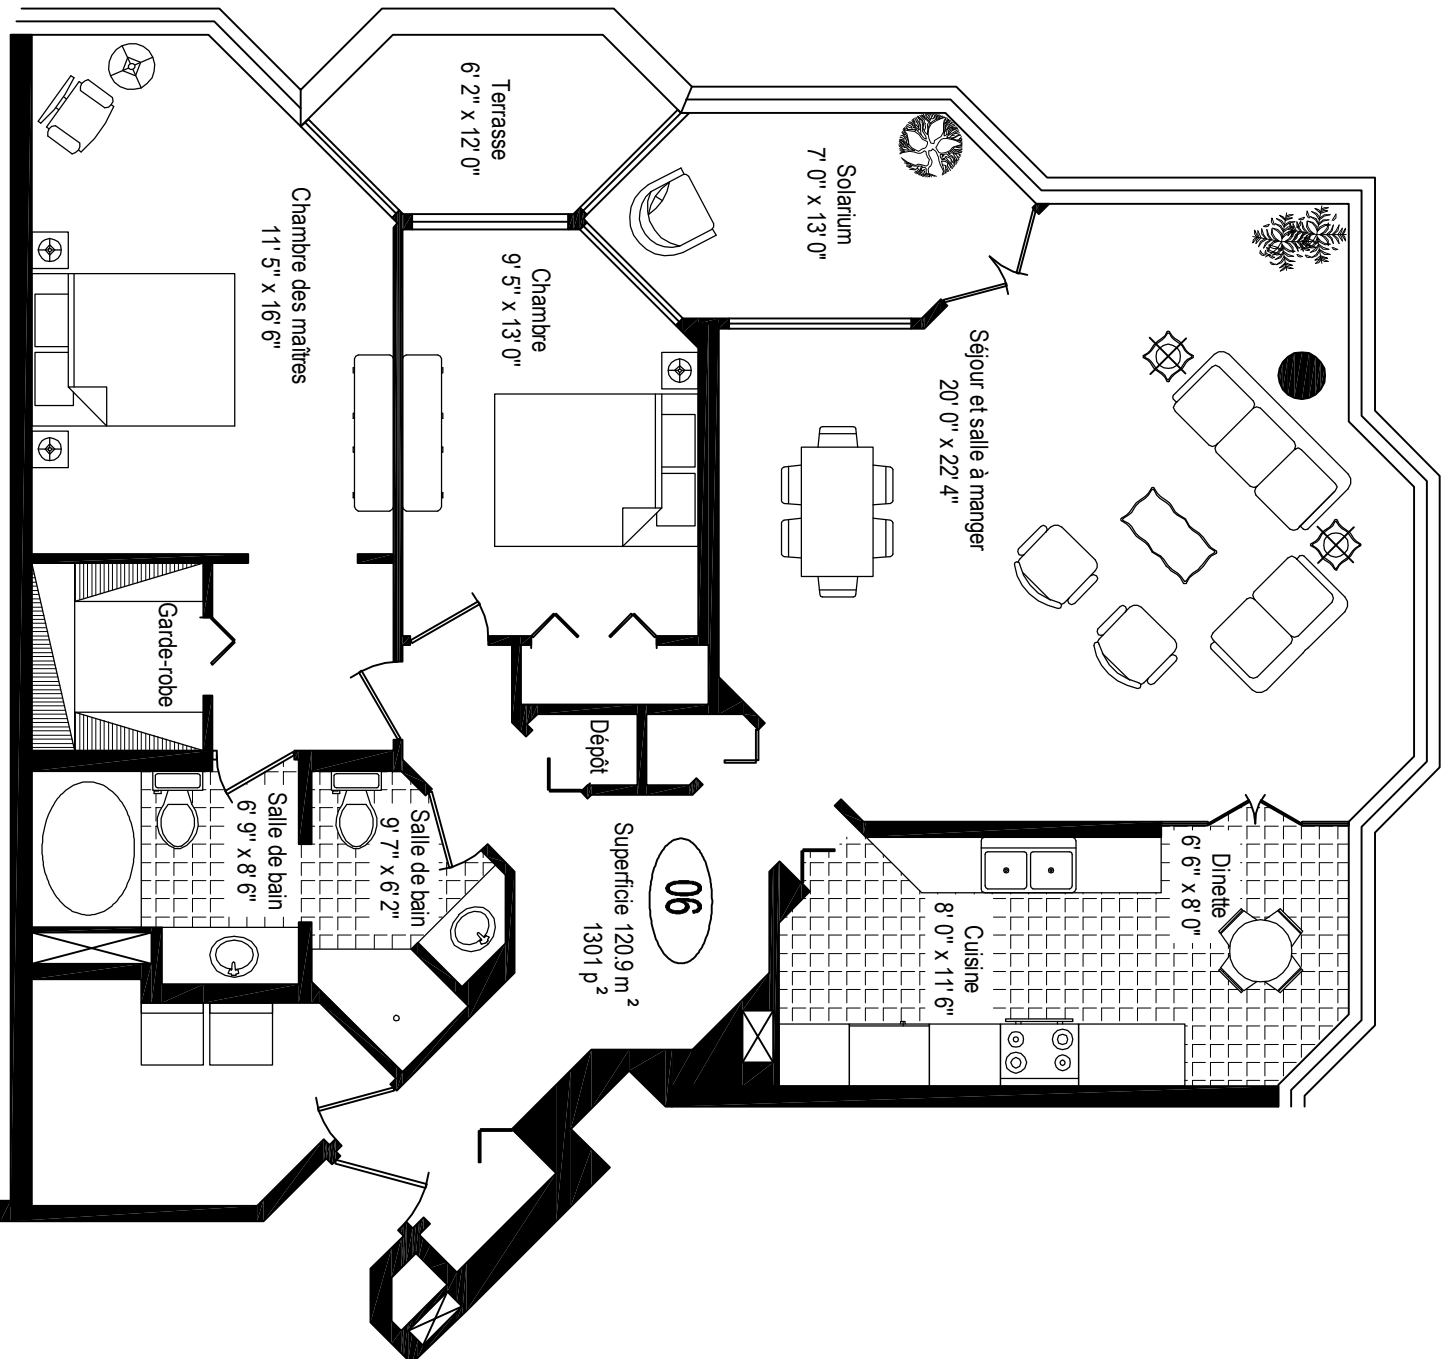 Terrasse
6' 2" x 12' 0"
Solarium
7' 0" x 13' 0"
Chambre des maîtres
11' 5" x 16' 6"
Chambre
9' 5" x 13' 0"
Séjour et salle à manger
20' 0" x 22' 4"
Garde-robe
Dépôt
Salle de bain
6' 9" x 8' 6"
Salle de bain
9' 7" x 6' 2"
Superficie 120.9 m²
1301 p²
06
Cuisine
8' 0" x 11' 6"
Dinette
6' 6" x 8' 0"